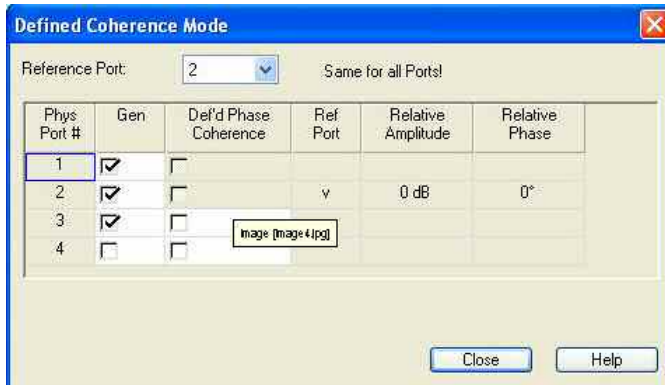 Defined Coherence Mode
Reference Port: 2 Same for all Ports!
Phys Port # Gen Def'd Phase Coherence Ref Port Relative Amplitude Relative Phase
1
2 v 0 dB 0°
3
Image [Image4.jpg]
4
Close Help